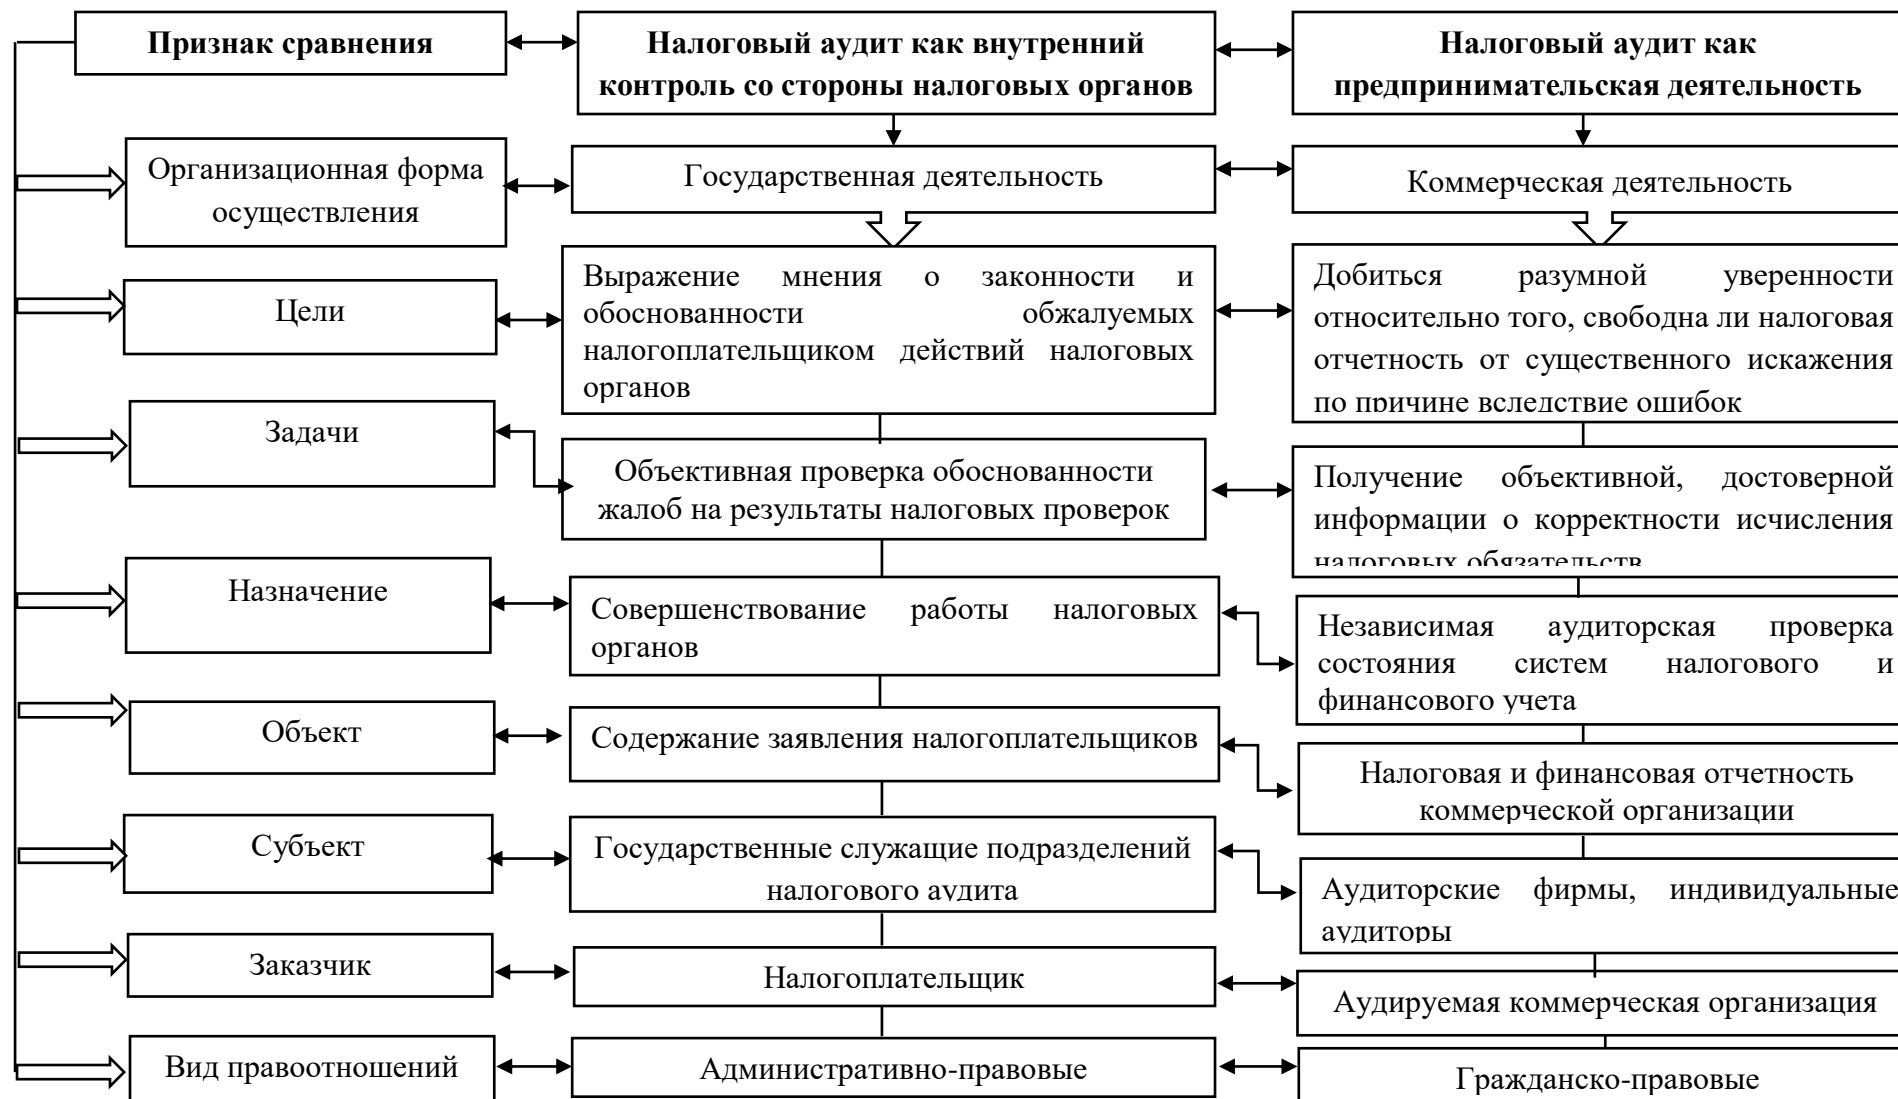 Признак сравнения
Налоговый аудит как внутренний
контроль со стороны налоговых органов
Налоговый аудит как
предпринимательская деятельность
Организационная форма
осуществления
Государственная деятельность
Коммерческая деятельность
Цели
Выражение мнения о законности и
обоснованности обжалуемых
налогоплательщиком действий налоговых
органов
Добиться разумной уверенности
относительно того, свободна ли налоговая
отчетность от существенного искажения
по причине вследствие ошибок
Задачи
Объективная проверка обоснованности
жалоб на результаты налоговых проверок
Получение объективной, достоверной
информации о корректности исчисления
налоговых обязательств
Назначение
Совершенствование работы налоговых
органов
Независимая аудиторская проверка
состояния систем налогового и
финансового учета
Объект
Содержание заявления налогоплательщиков
Налоговая и финансовая отчетность
коммерческой организации
Субъект
Государственные служащие подразделений
налогового аудита
Аудиторские фирмы, индивидуальные
аудиторы
Заказчик
Налогоплательщик
Аудируемая коммерческая организация
Вид правоотношений
Административно-правовые
Гражданско-правовые